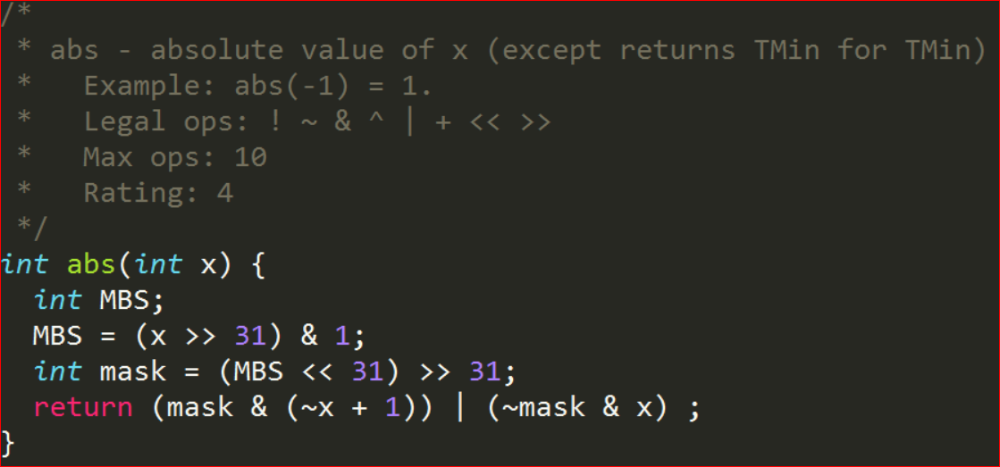 /*
 * abs - absolute value of x (except returns TMin for TMin)
 *   Example: abs(-1) = 1.
 *   Legal ops: ! ~ & ^ | + << >>
 *   Max ops: 10
 *   Rating: 4
 */
int abs(int x) {
  int MBS;
  MBS = (x >> 31) & 1;
  int mask = (MBS << 31) >> 31;
  return (mask & (~x + 1)) | (~mask & x) ;
}